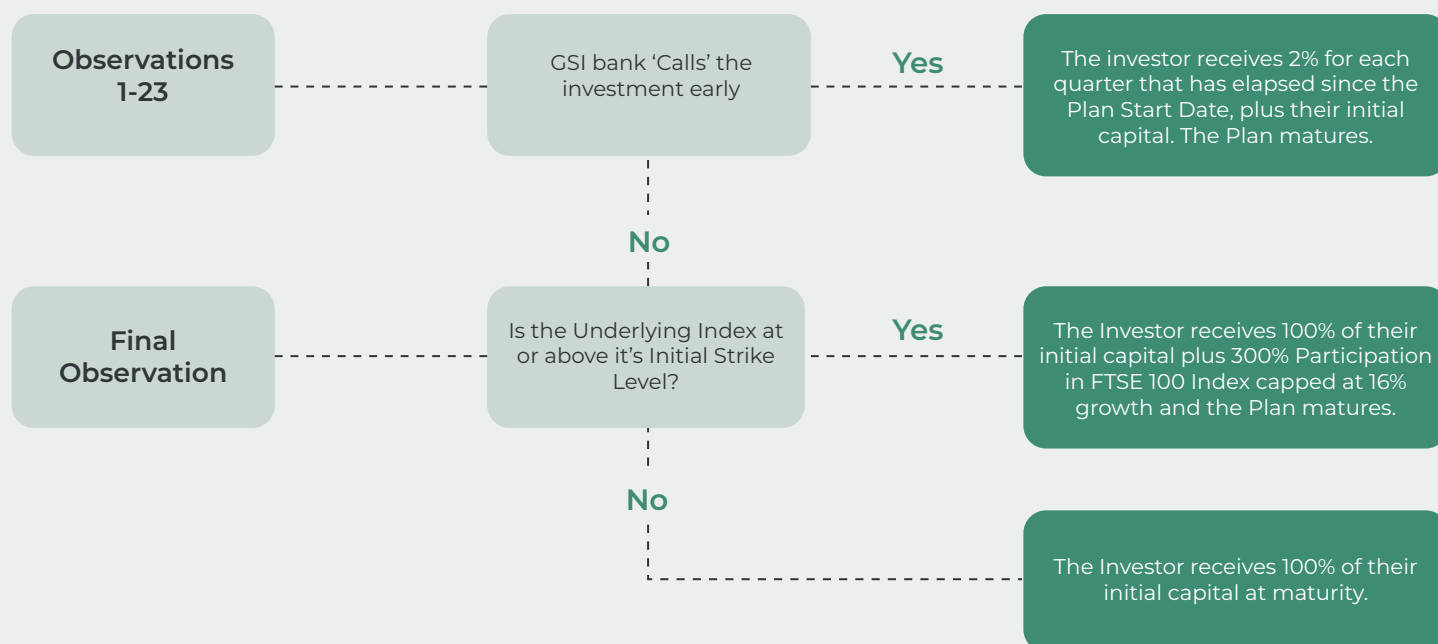 Observations
1-23
GSI bank ‘Calls’ the
investment early
Yes
The investor receives 2% for each
quarter that has elapsed since the
Plan Start Date, plus their initial
capital. The Plan matures.
No
Final
Observation
Is the Underlying Index at
or above it’s Initial Strike
Level?
Yes
The Investor receives 100% of their
initial capital plus 300% Participation
in FTSE 100 Index capped at 16%
growth and the Plan matures.
No
The Investor receives 100% of their
initial capital at maturity.